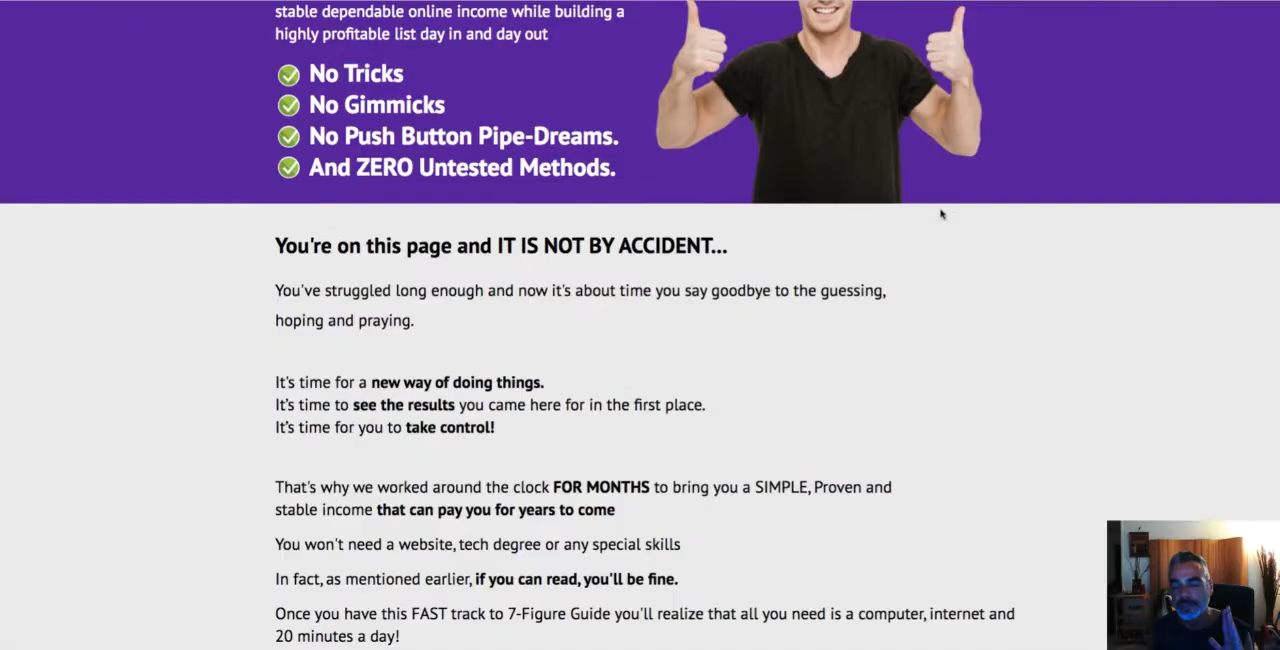 stable dependable online income while building a
highly profitable list day in and day out
No Tricks
No Gimmicks
No Push Button Pipe-Dreams.
And ZERO Untested Methods.
You're on this page and IT IS NOT BY ACCIDENT...
You've struggled long enough and now it's about time you say goodbye to the guessing,
hoping and praying.
It's time for a new way of doing things.
It's time to see the results you came here for in the first place.
It's time for you to take control!
That's why we worked around the clock FOR MONTHS to bring you a SIMPLE, Proven and
stable income that can pay you for years to come
You won't need a website, tech degree or any special skills
In fact, as mentioned earlier, if you can read, you'll be fine.
Once you have this FAST track to 7-Figure Guide you'll realize that all you need is a computer, internet and
20 minutes a day!